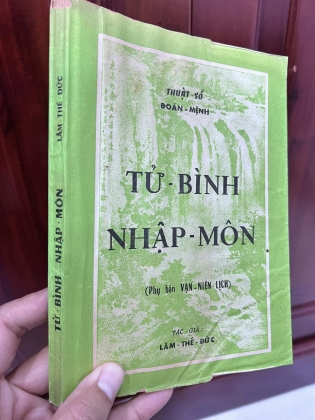 THUẬT-SỐ
ĐOÁN-MỆNH
TỬ-BÌNH
NHẬP-MÔN
(Phụ bản VẠN-NIÊN-LỊCH)
TÁC-GIẢ
LÂM-THẾ-ĐỨC
TỬ-BÌNH NHẬP-MÔN LÂM THẾ ĐỨC